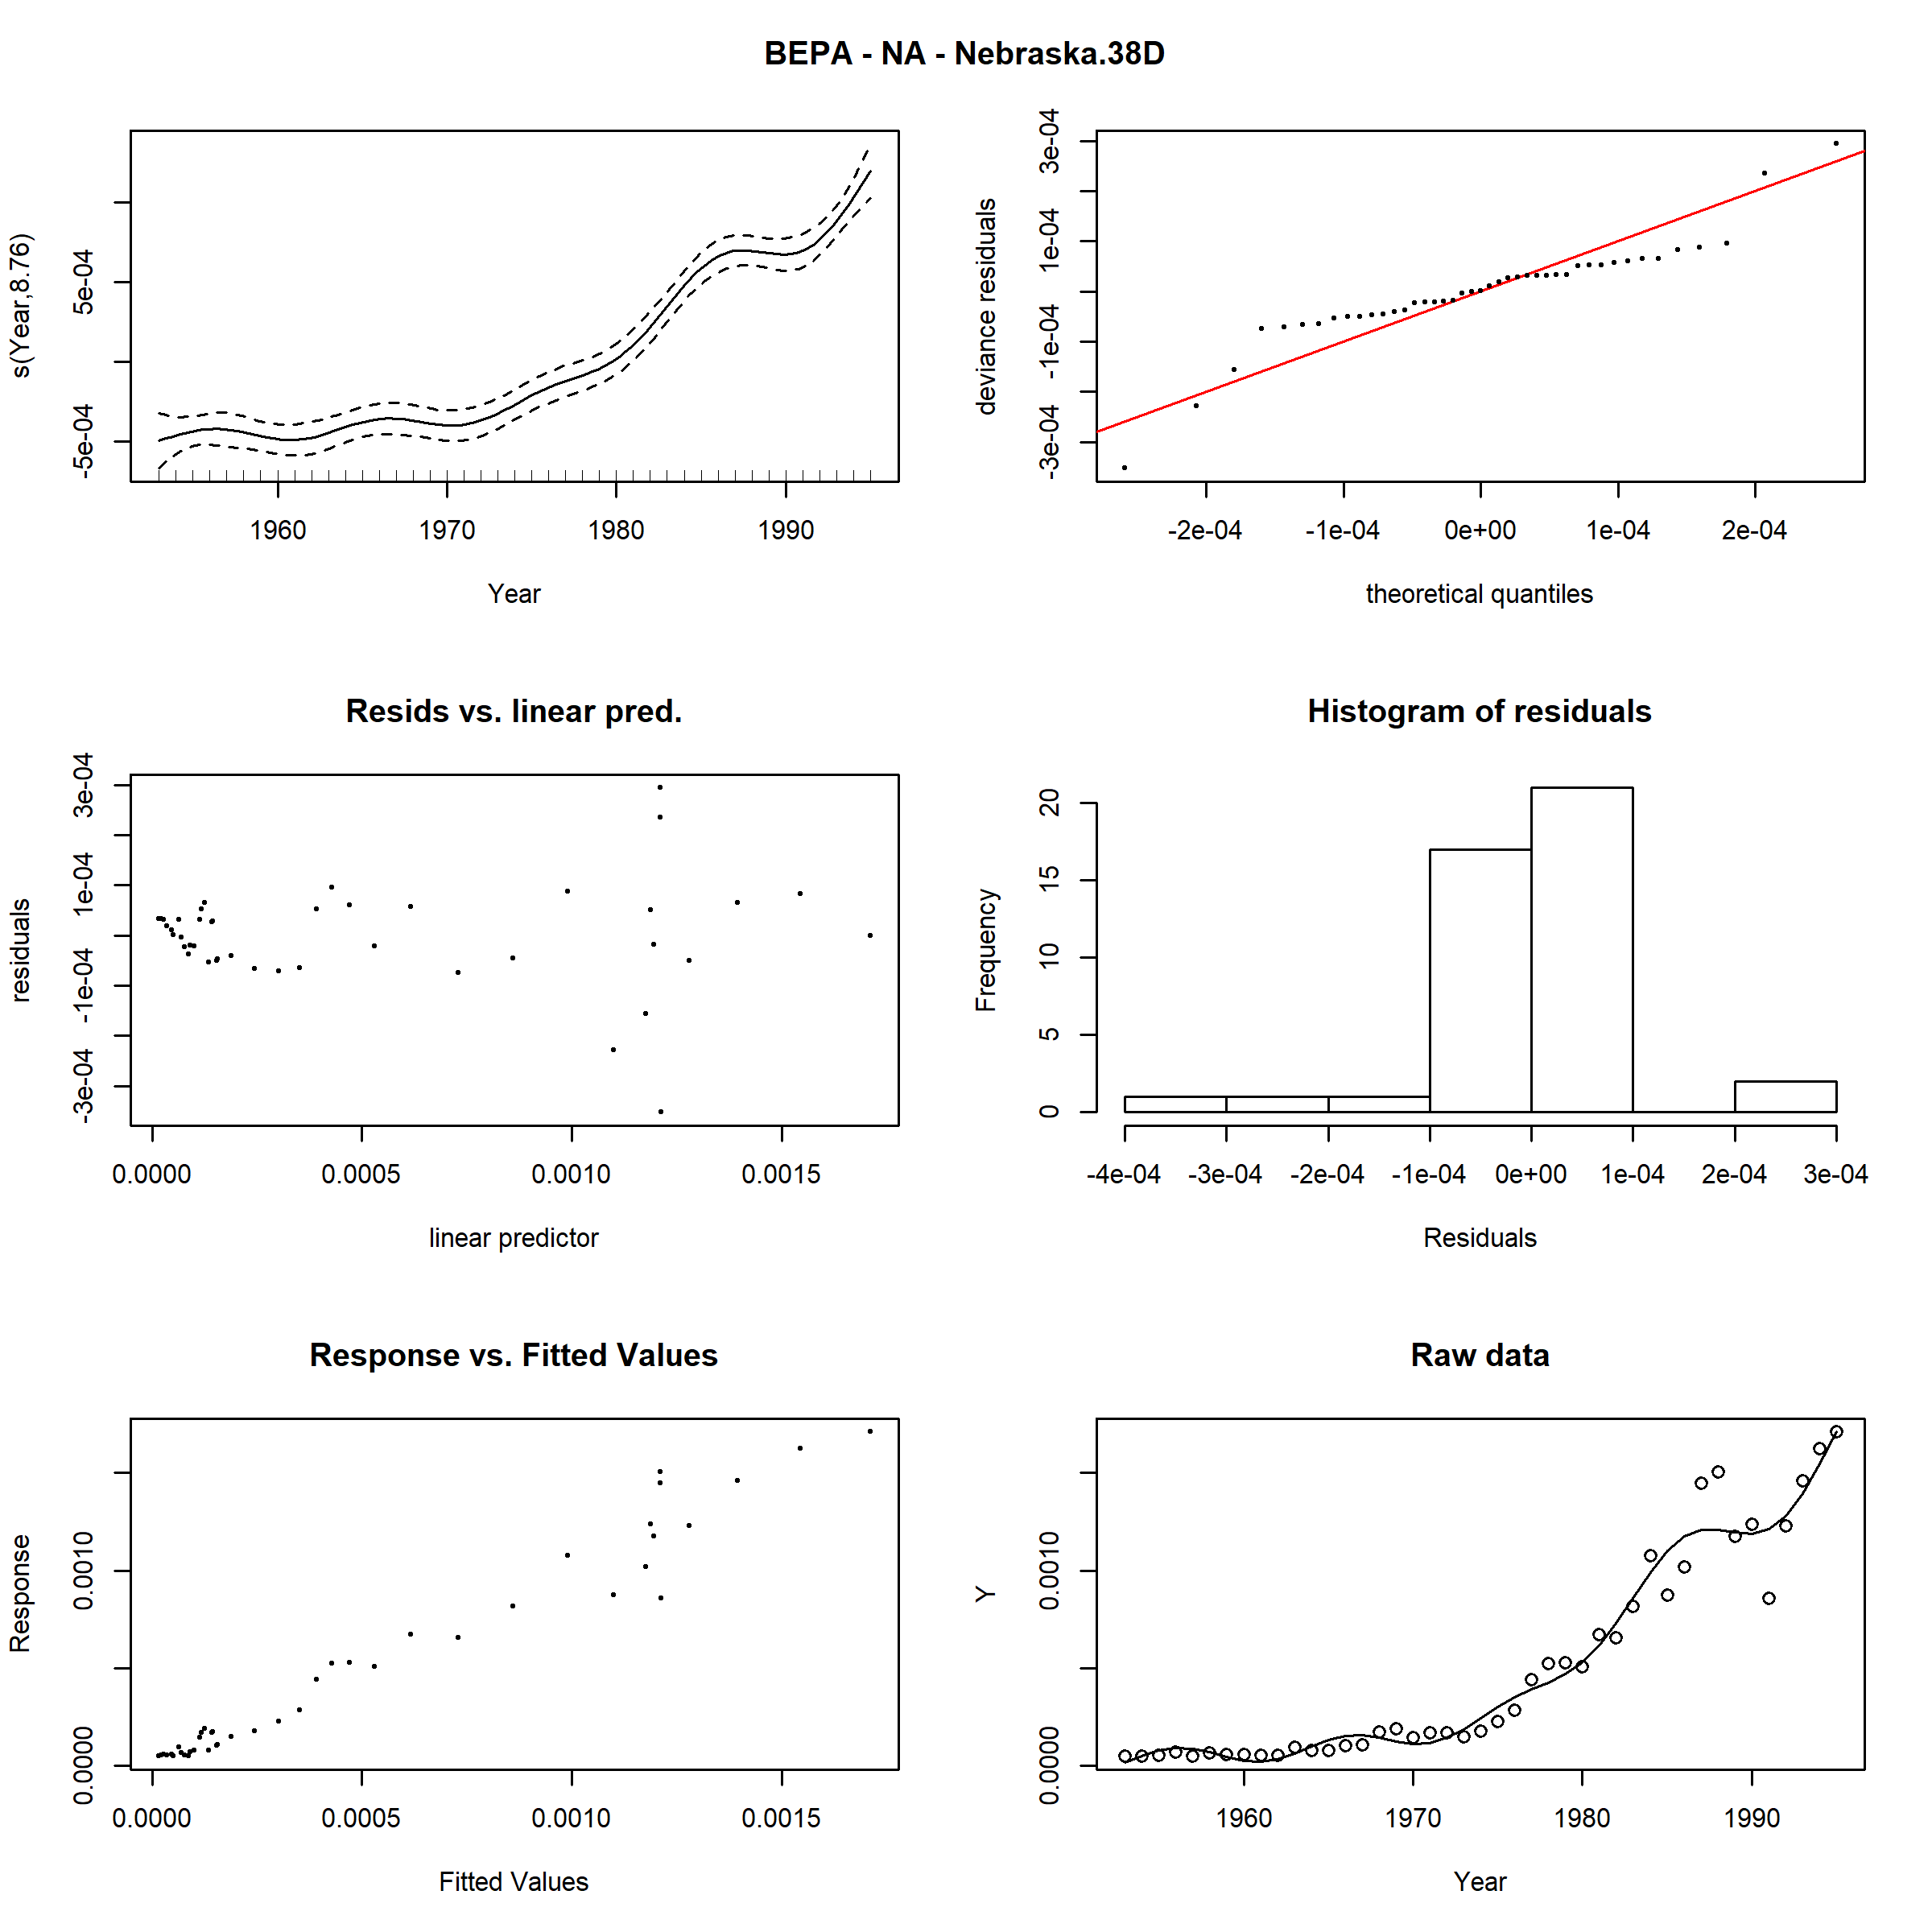 BEPA - NA - Nebraska.38D
s(Year,8.76)
-5e-04 5e-04
1960 1970 1980 1990
Year
deviance residuals
-3e-04 -1e-04 1e-04 3e-04
-2e-04 -1e-04 0e+00 1e-04 2e-04
theoretical quantiles
Resids vs. linear pred.
residuals
-3e-04 -1e-04 1e-04 3e-04
0.0000 0.0005 0.0010 0.0015
linear predictor
Histogram of residuals
Frequency
0 5 10 15 20
-4e-04 -3e-04 -2e-04 -1e-04 0e+00 1e-04 2e-04 3e-04
Residuals
Response vs. Fitted Values
Response
0.0000 0.0010
0.0000 0.0005 0.0010 0.0015
Fitted Values
Raw data
Y
0.0000 0.0010
1960 1970 1980 1990
Year